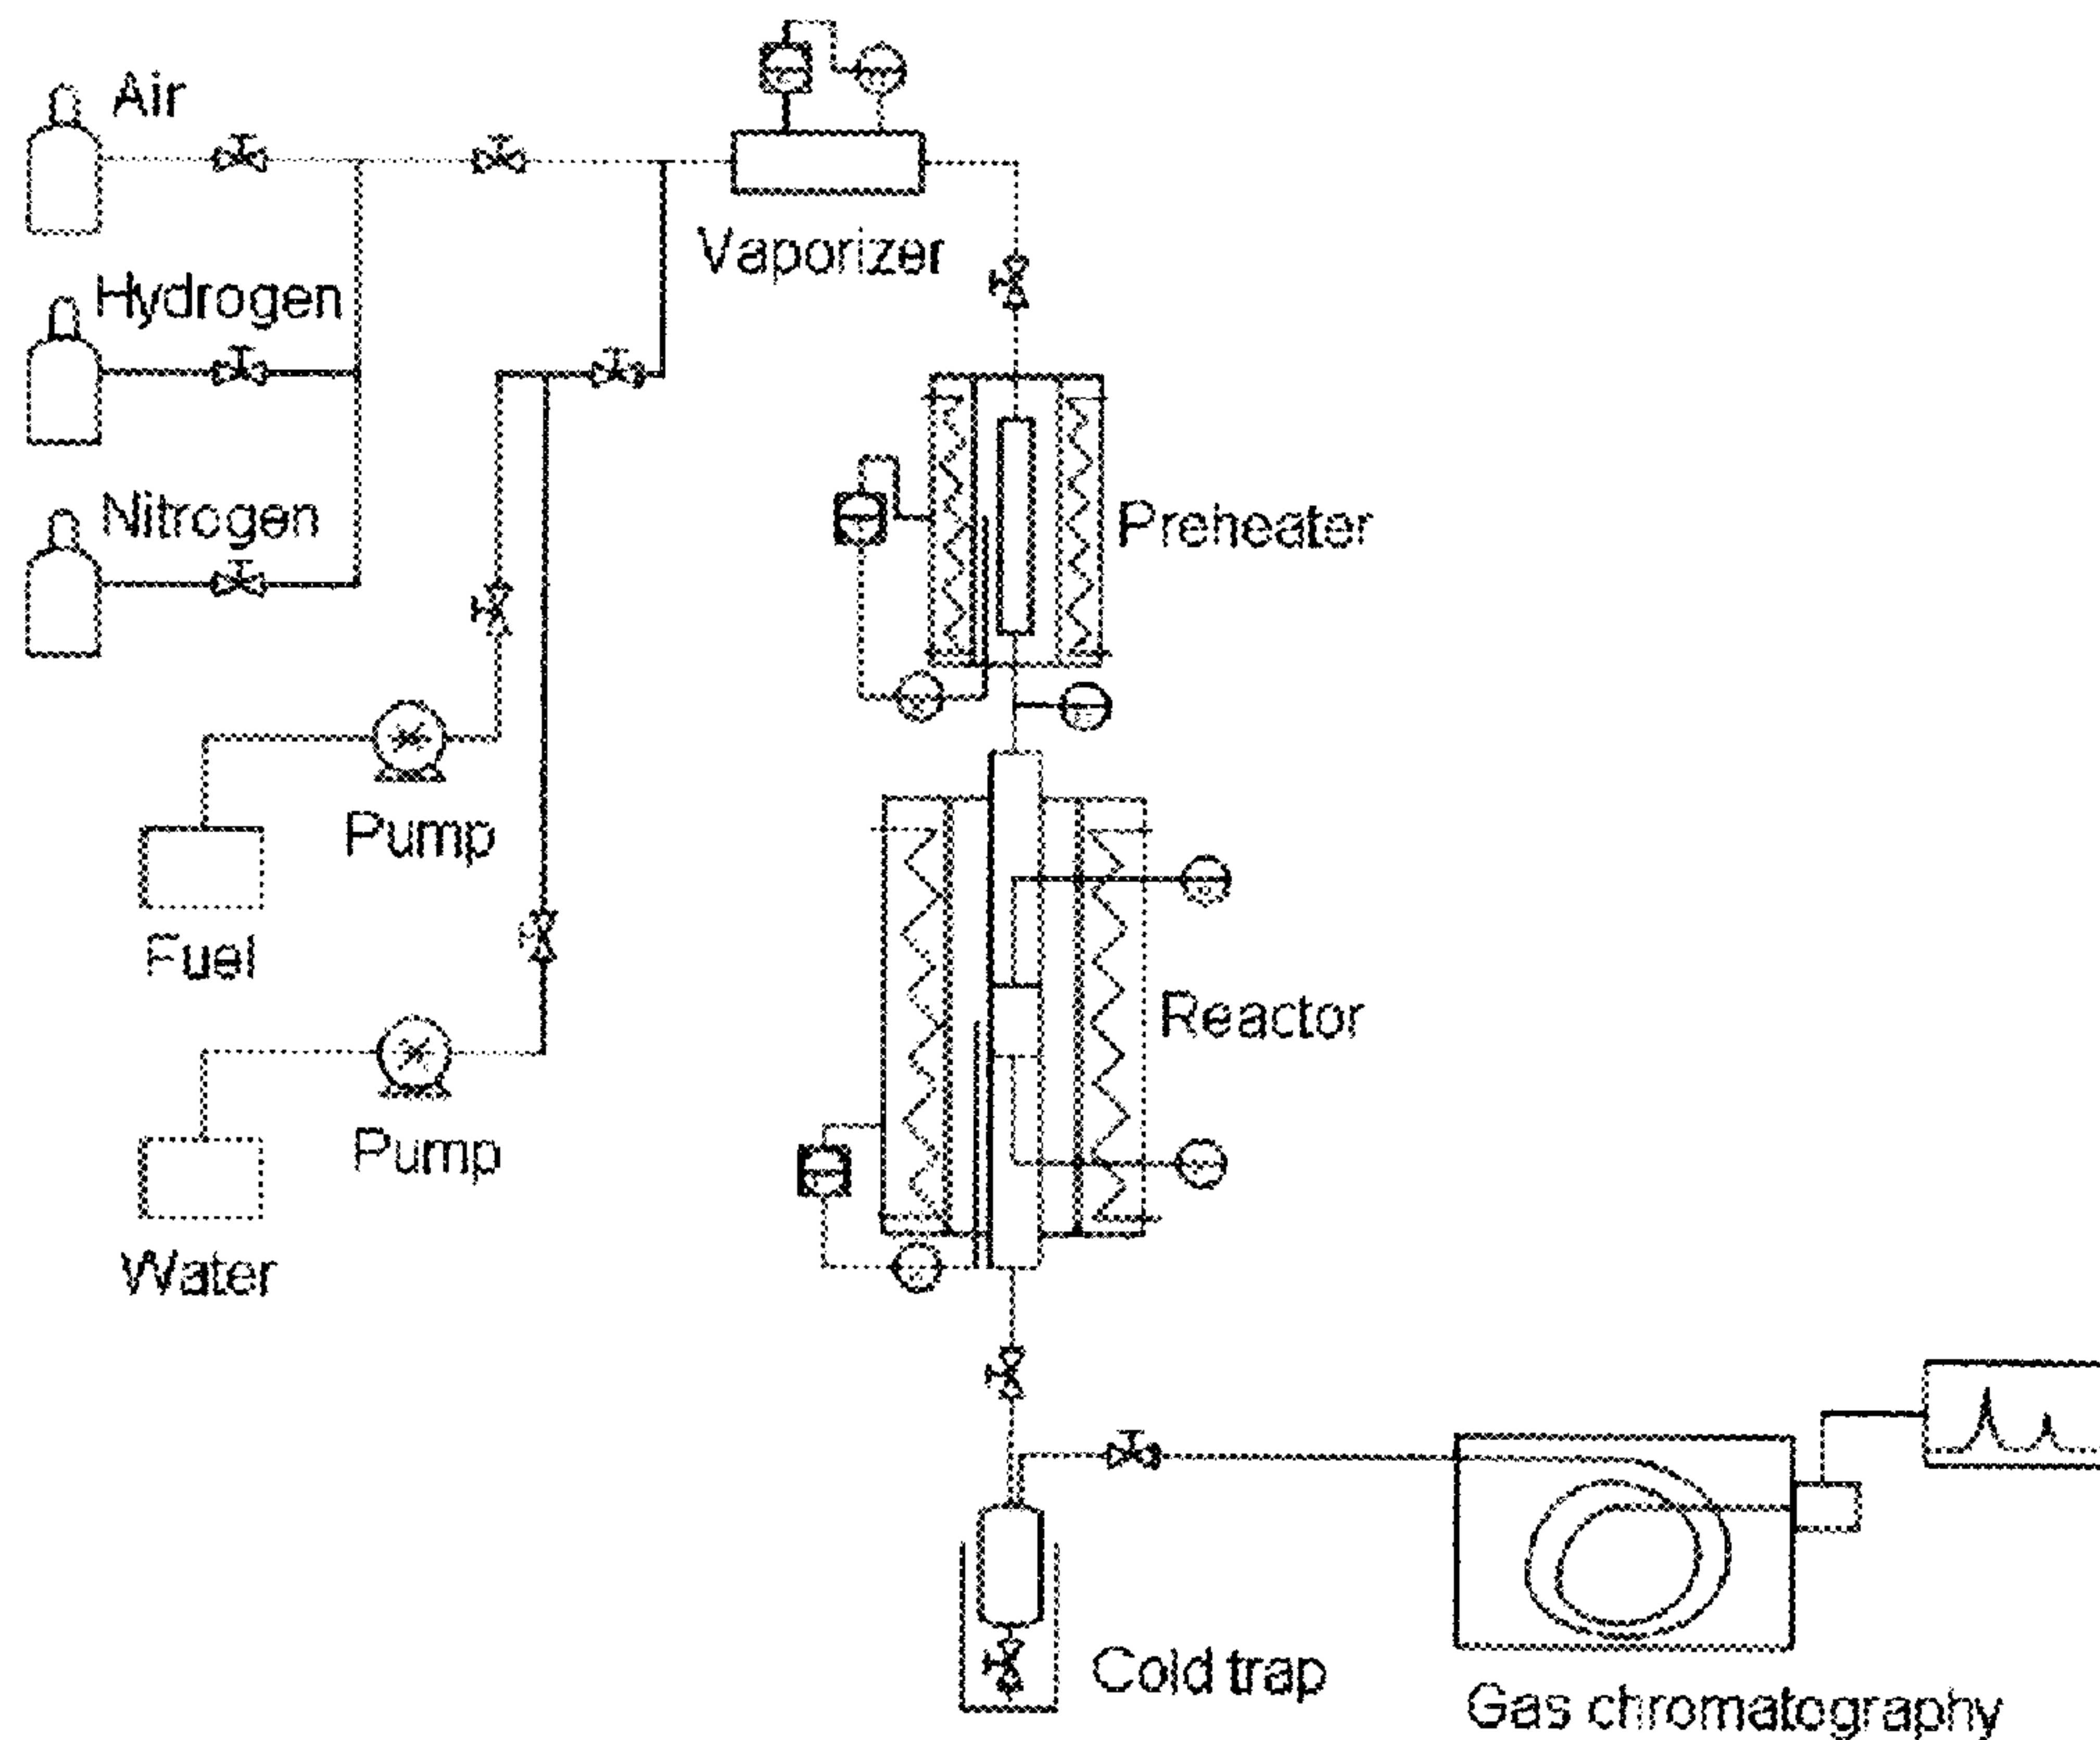 Air
Vaporizer
Hydrogen
Nitrogen
Preheater
Pump
Fuel
Reactor
Pump
Water
Cold trap
Gas chromatography